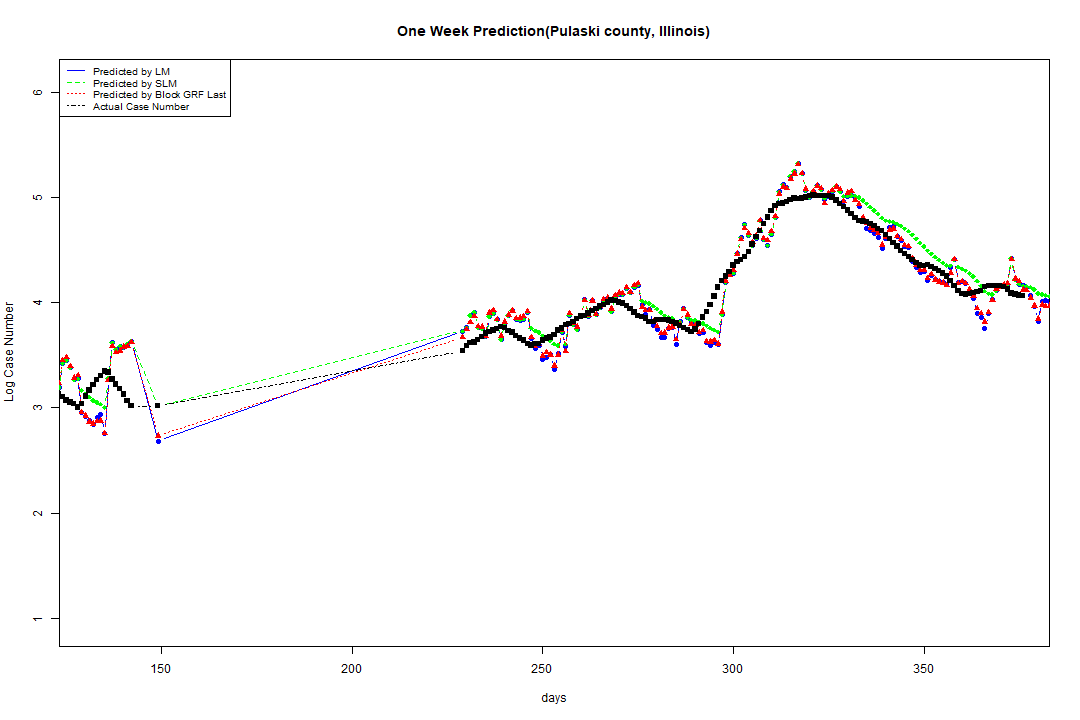 One Week Prediction(Pulaski county, Illinois)
Predicted by LM
Predicted by SLM
Predicted by Block GRF Last
Actual Case Number
6
5
4
3
2
1
Log Case Number
150 200 250 300 350
days